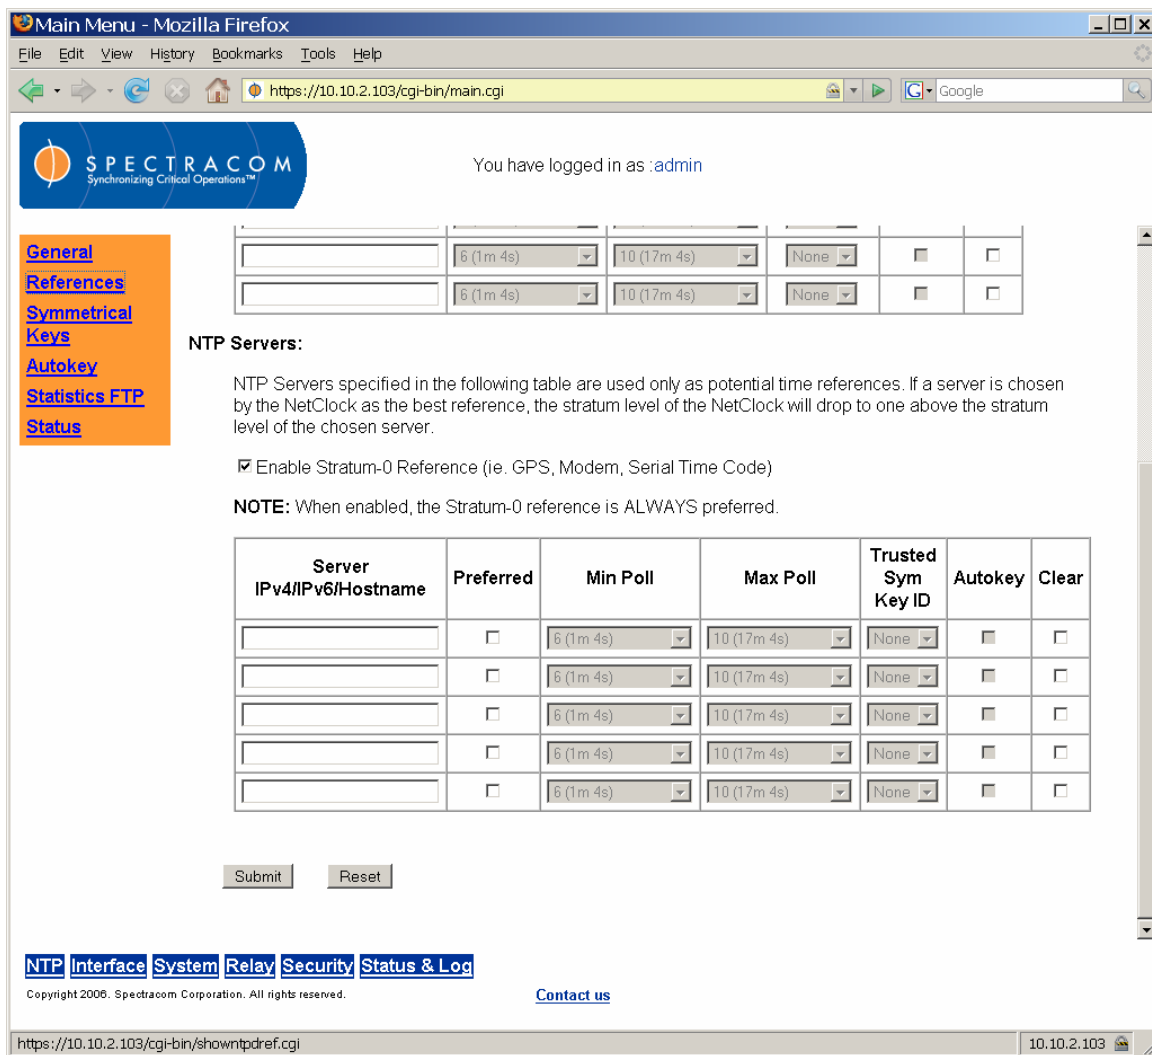 Main Menu - Mozilla Firefox
File Edit View History Bookmarks Tools Help
https://10.10.2.103/cgi-bin/main.cgi
Google
SPECTRACOM
Synchronizing Critical Operations™
You have logged in as :admin
General
References
Symmetrical
Keys
Autokey
Statistics FTP
Status
6 (1m 4s) 10 (17m 4s) None
6 (1m 4s) 10 (17m 4s) None
NTP Servers:
NTP Servers specified in the following table are used only as potential time references. If a server is chosen
by the NetClock as the best reference, the stratum level of the NetClock will drop to one above the stratum
level of the chosen server.
Enable Stratum-0 Reference (ie. GPS, Modem, Serial Time Code)
NOTE: When enabled, the Stratum-0 reference is ALWAYS preferred.
Server
IPv4/IPv6/Hostname
Preferred
Min Poll
Max Poll
Trusted
Sym
Key ID
Autokey
Clear
6 (1m 4s) 10 (17m 4s) None
6 (1m 4s) 10 (17m 4s) None
6 (1m 4s) 10 (17m 4s) None
6 (1m 4s) 10 (17m 4s) None
6 (1m 4s) 10 (17m 4s) None
Submit Reset
NTP Interface System Relay Security Status & Log
Copyright 2006. Spectracom Corporation. All rights reserved.
Contact us
https://10.10.2.103/cgi-bin/showntpdref.cgi
10.10.2.103